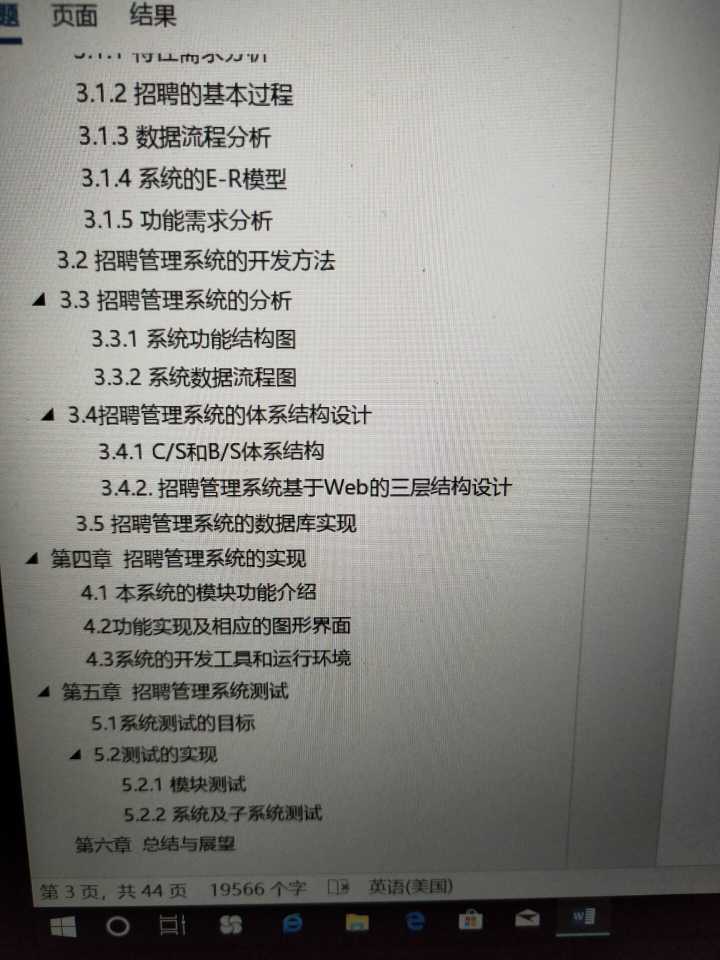 题 页面 结果
3.1.1 特性需求分析
3.1.2 招聘的基本过程
3.1.3 数据流程分析
3.1.4 系统的E-R模型
3.1.5 功能需求分析
3.2 招聘管理系统的开发方法
3.3 招聘管理系统的分析
3.3.1 系统功能结构图
3.3.2 系统数据流程图
3.4招聘管理系统的体系结构设计
3.4.1 C/S和B/S体系结构
3.4.2. 招聘管理系统基于Web的三层结构设计
3.5 招聘管理系统的数据库实现
第四章 招聘管理系统的实现
4.1 本系统的模块功能介绍
4.2功能实现及相应的图形界面
4.3系统的开发工具和运行环境
第五章 招聘管理系统测试
5.1系统测试的目标
5.2测试的实现
5.2.1 模块测试
5.2.2 系统及子系统测试
第六章 总结与展望
第 3 页，共 44 页 19566 个字 英语(美国)